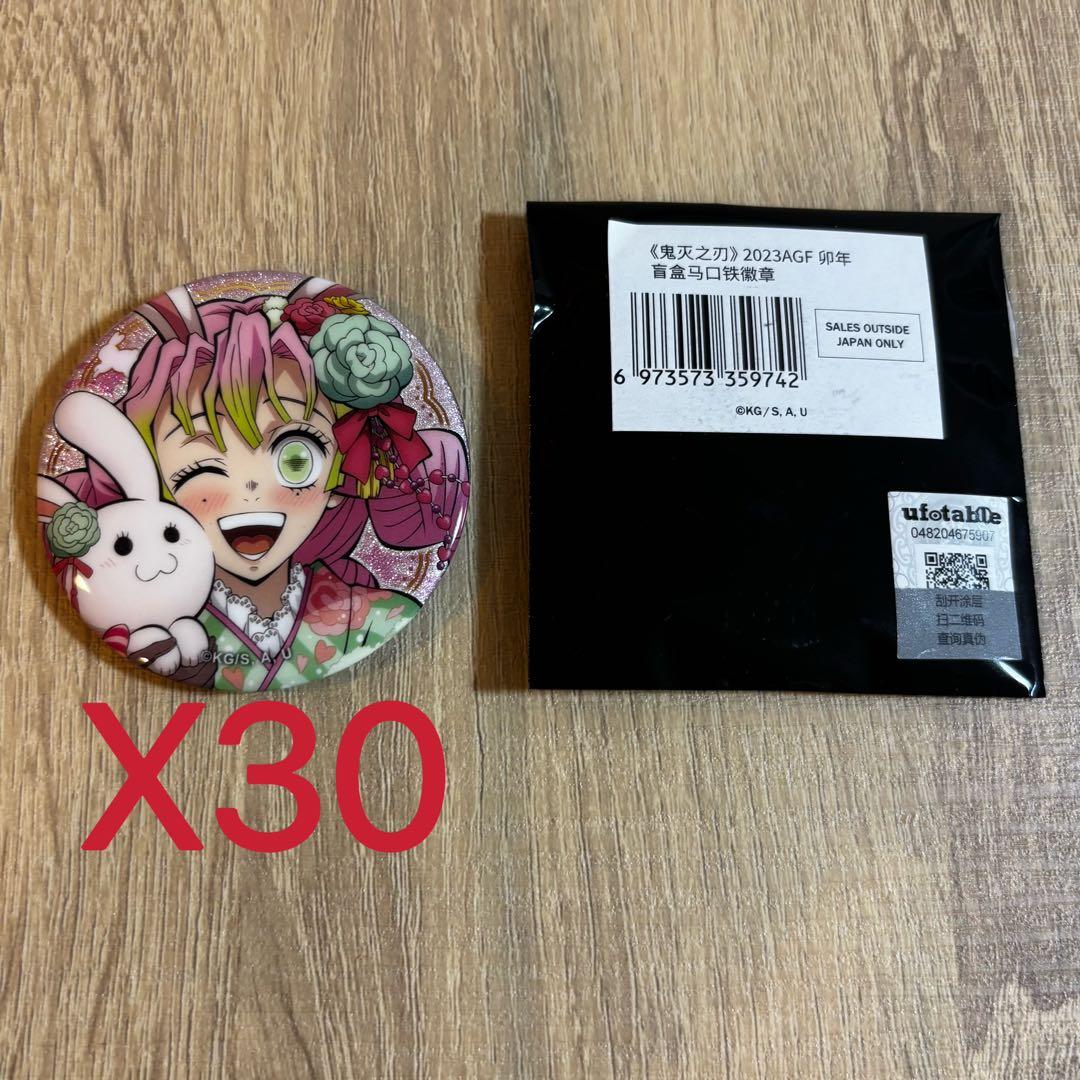 《鬼灭之刃》2023AGF 卯年
盲盒马口铁徽章
SALES OUTSIDE
JAPAN ONLY
6 973573 359742
©KG/S, A, U
ufotable
048204675907
刮开涂层
扫二维码
查询真伪
©KG/S, A, U
X30